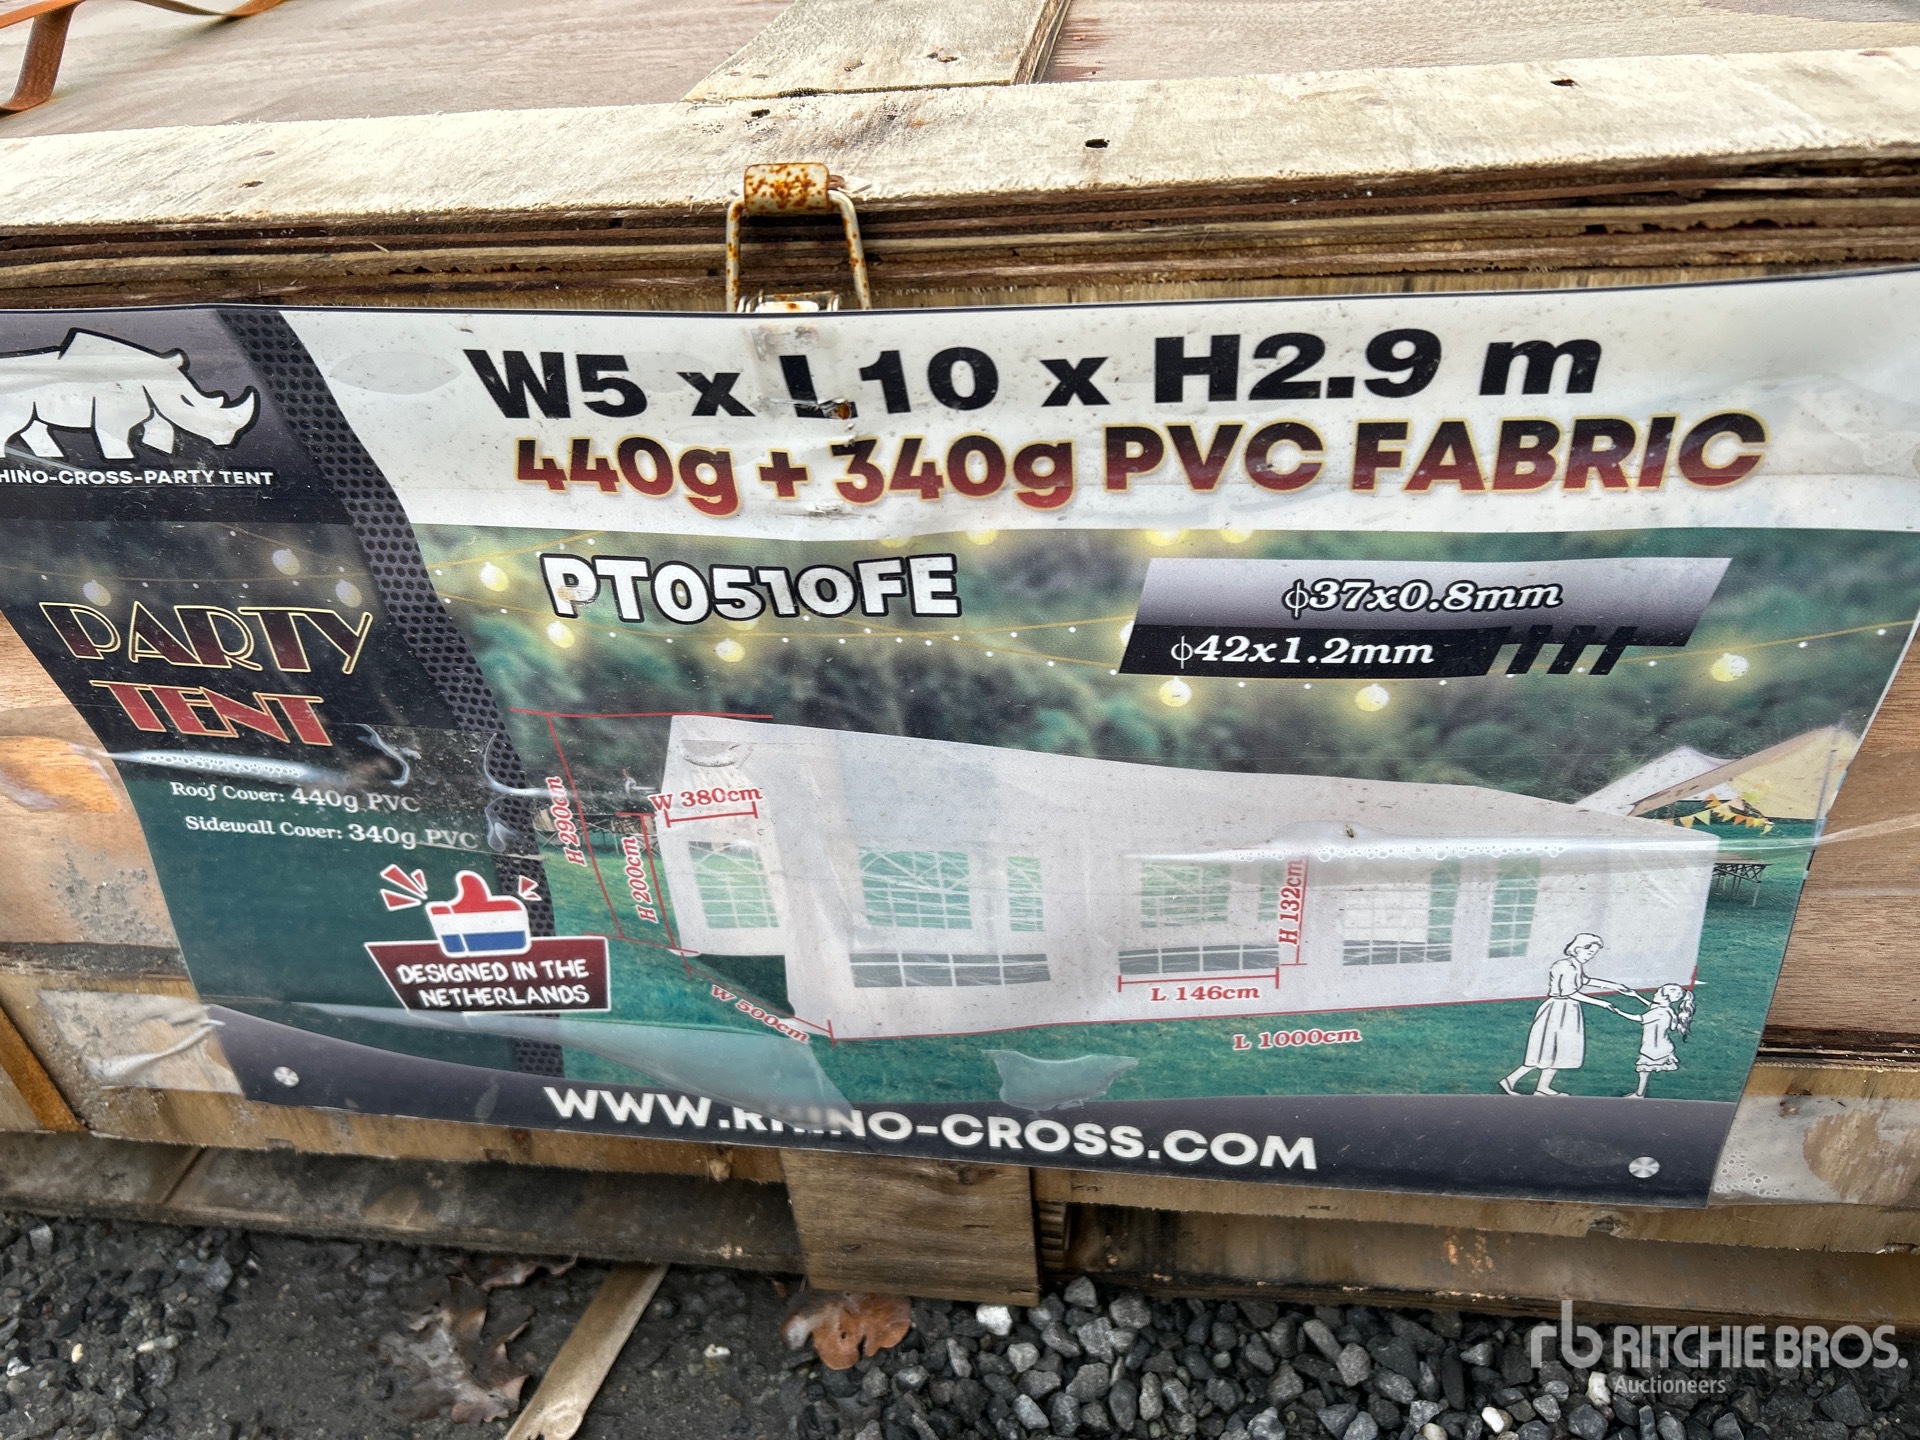 W5 x L10 x H2.9 m
440g + 340g PVC FABRIC
HINO-CROSS-PARTY TENT
PT0510FE
ϕ37x0.8mm
ϕ42x1.2mm
PARTY
TENT
Roof Cover: 440g PVC
Sidewall Cover: 340g PVC
H 290cm
H 200cm
W 380cm
H 132cm
L 146cm
W 500cm
L 1000cm
DESIGNED IN THE
NETHERLANDS
WWW.RHINO-CROSS.COM
rb RITCHIE BROS.
Auctioneers